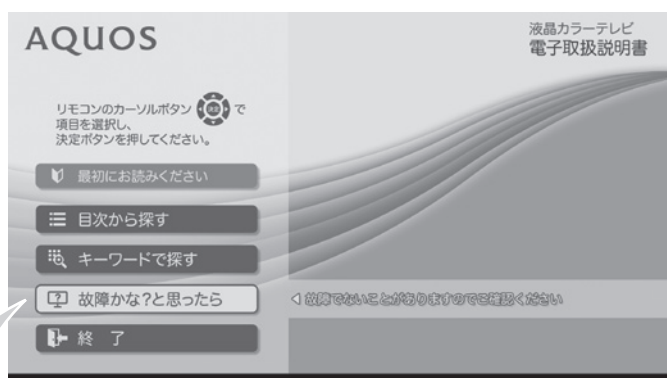 AQUOS
液晶カラーテレビ
電子取扱説明書
リモコンのカーソルボタン 決定 で
項目を選択し、
決定ボタンを押してください。
最初にお読みください
目次から探す
キーワードで探す
故障かな?と思ったら
故障でないことがありますのでご確認ください
終 了